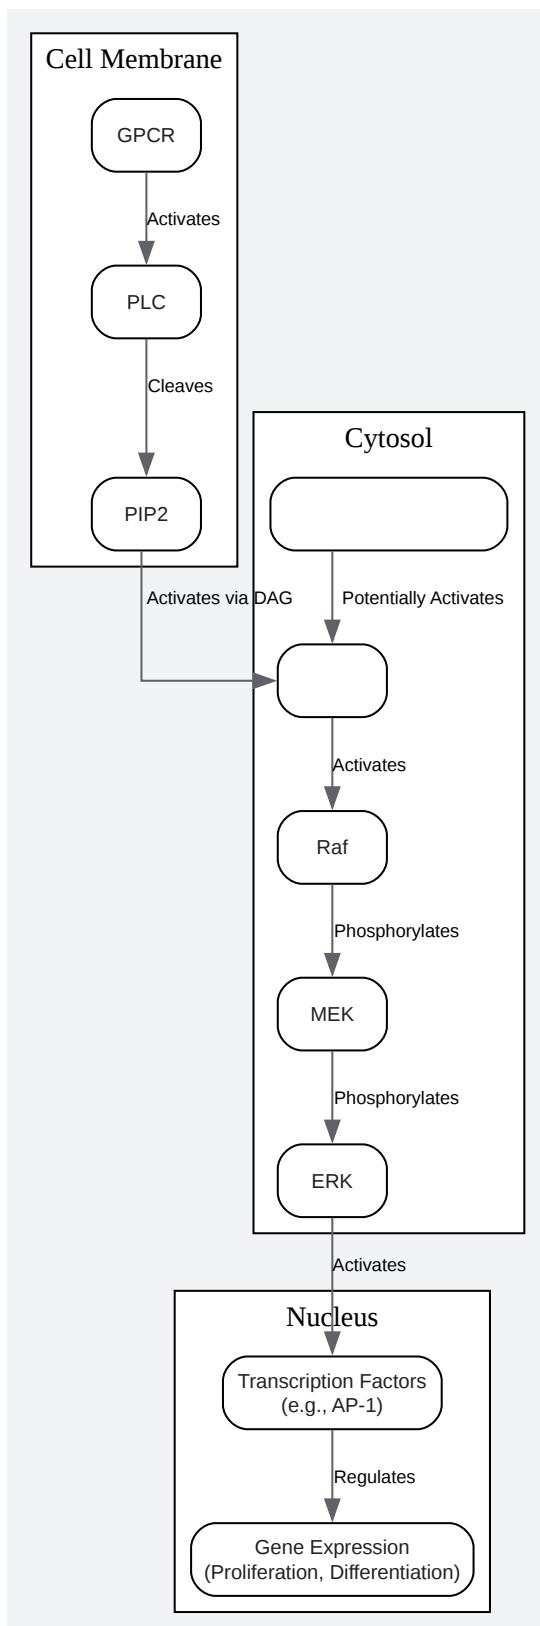 Cell Membrane
GPCR
Activates
PLC
Cleaves
PIP2
Activates via DAG
Cytosol
Potentially Activates
Activates
Raf
Phosphorylates
MEK
Phosphorylates
ERK
Activates
Nucleus
Transcription Factors
(e.g., AP-1)
Regulates
Gene Expression
(Proliferation, Differentiation)